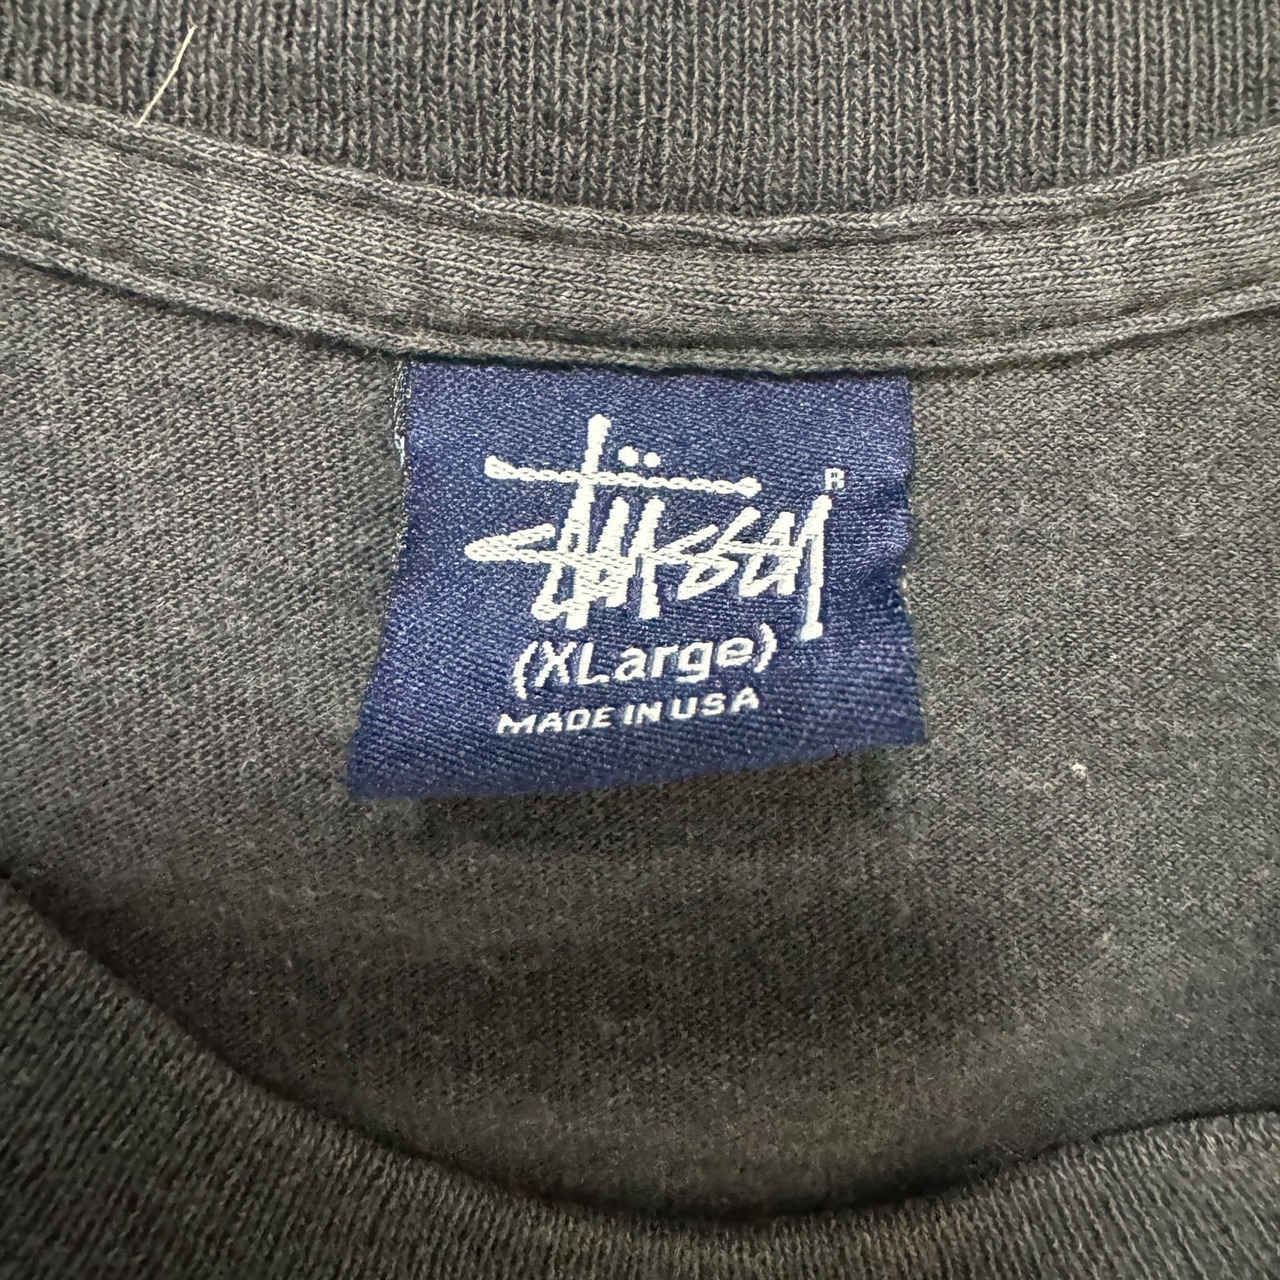 Stüssy
R
(XLarge)
MADE IN USA